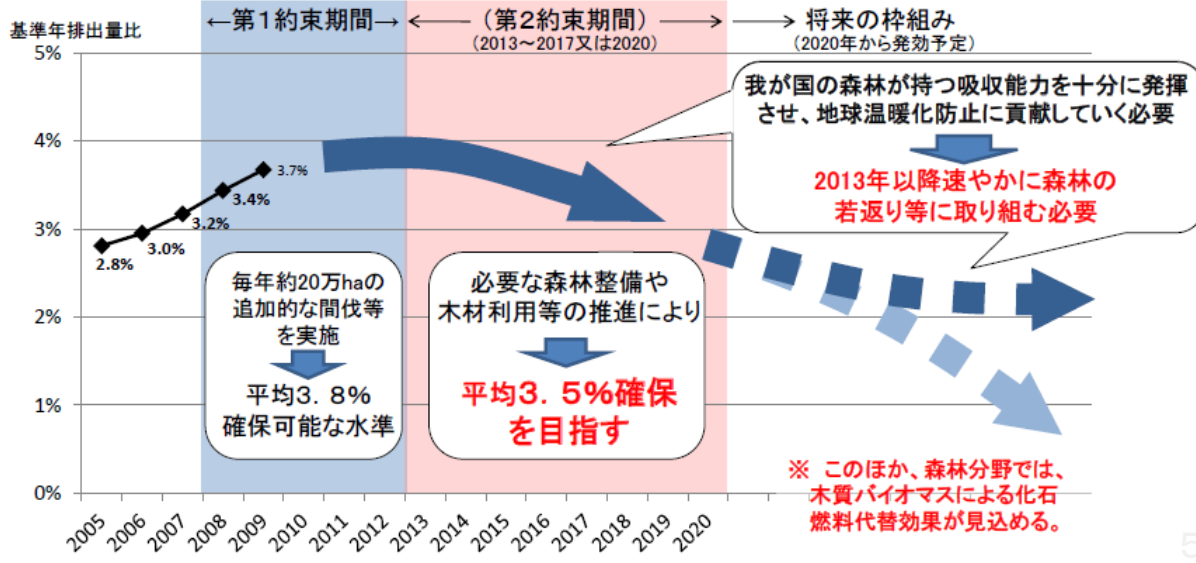 ←第1約束期間→
←(第2約束期間)→
(2013~2017又は2020)
将来の枠組み
(2020年から発効予定)
基準年排出量比
5%
4%
3%
2%
1%
0%
2.8%
3.0%
3.2%
3.4%
3.7%
我が国の森林が持つ吸収能力を十分に発揮
させ、地球温暖化防止に貢献していく必要
2013年以降速やかに森林の
若返り等に取り組む必要
毎年約20万haの
追加的な間伐等
を実施
平均3.8%
確保可能な水準
必要な森林整備や
木材利用等の推進により
平均3.5%確保
を目指す
※ このほか、森林分野では、
木質バイオマスによる化石
燃料代替効果が見込める。
2005
2006
2007
2008
2009
2010
2011
2012
2013
2014
2015
2016
2017
2018
2019
2020
5